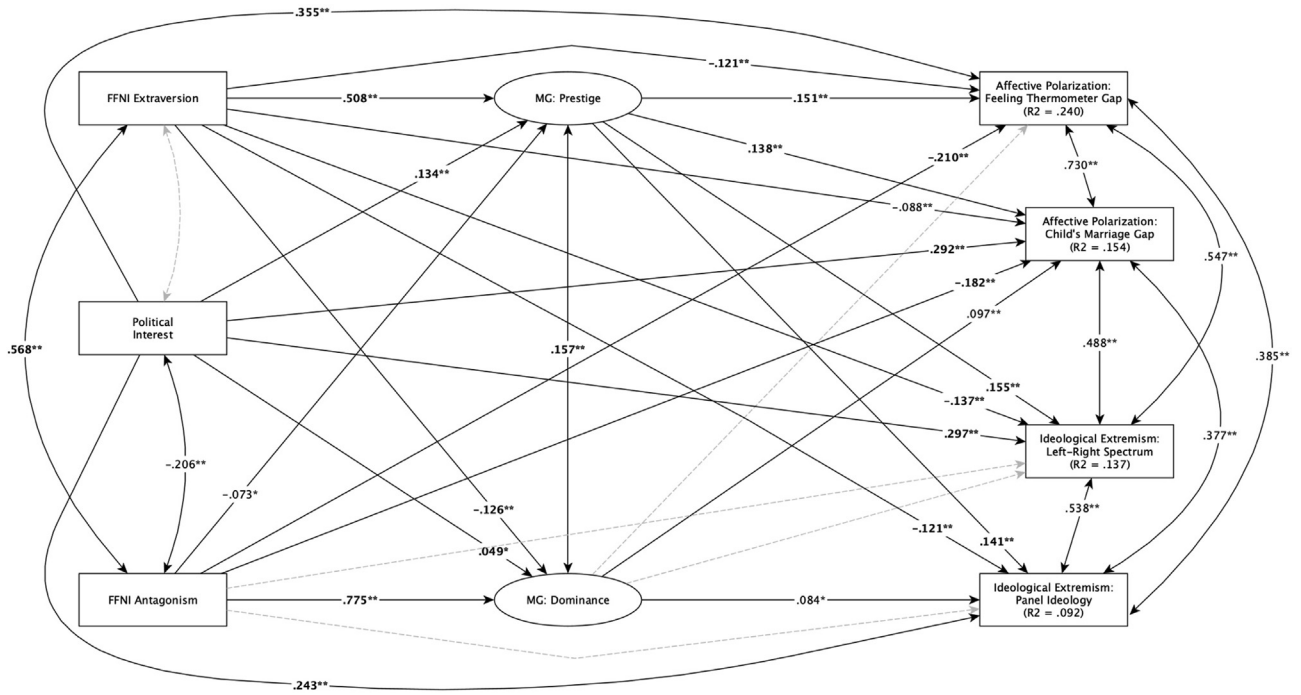 .355**
–.121**
FFNI Extraversion
.508**
MG: Prestige
.151**
Affective Polarization:
Feeling Thermometer Gap
(R2 = .240)
.138**
–.210**
.730**
.134**
–.088**
Affective Polarization:
Child's Marriage Gap
(R2 = .154)
.292**
.547**
–.182**
.097**
Political
Interest
.568**
.157**
.488**
.385**
.155**
–.137**
.297**
Ideological Extremism:
Left–Right Spectrum
(R2 = .137)
.377**
–.206**
–.073*
–.126**
.538**
–.121**
.141**
.049*
FFNI Antagonism
.775**
MG: Dominance
.084*
Ideological Extremism:
Panel Ideology
(R2 = .092)
.243**